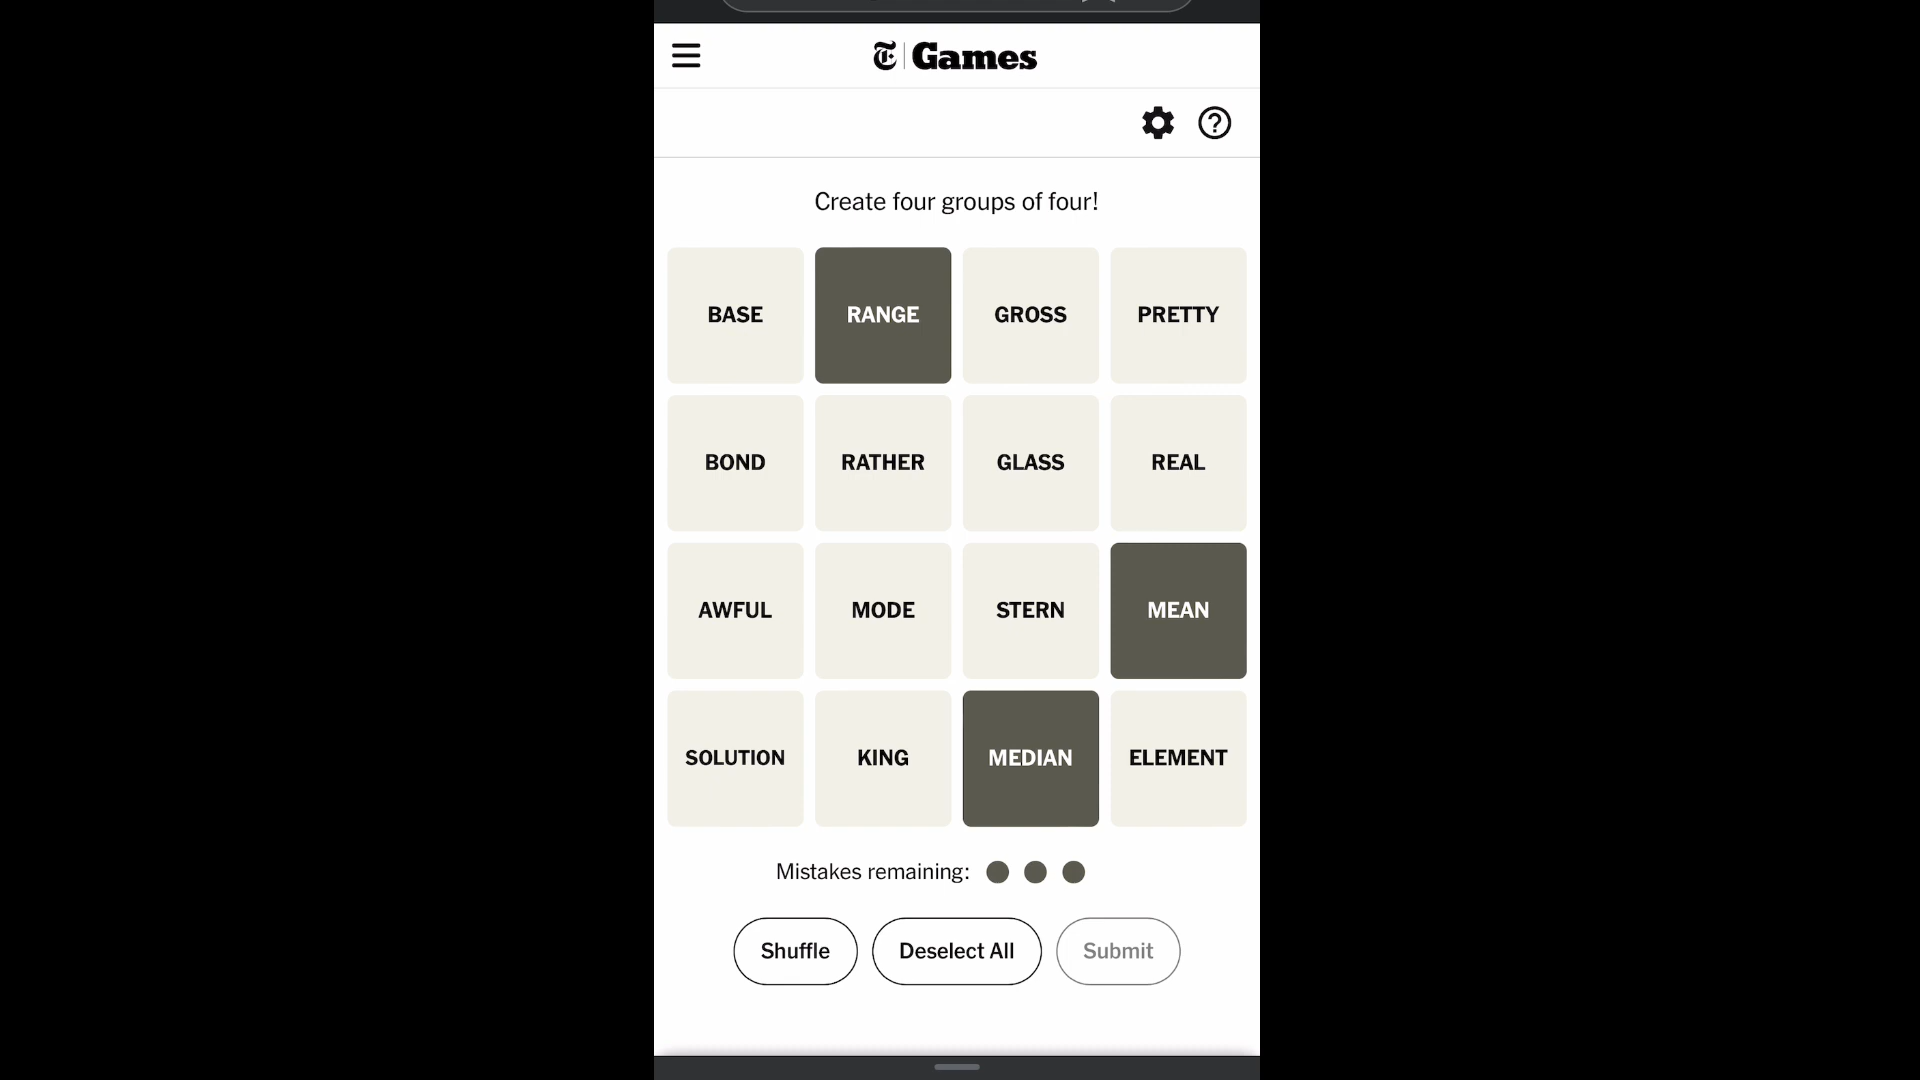 T Games
Create four groups of four!
BASE RANGE GROSS PRETTY
BOND RATHER GLASS REAL
AWFUL MODE STERN MEAN
SOLUTION KING MEDIAN ELEMENT
Mistakes remaining:
Shuffle Deselect All Submit